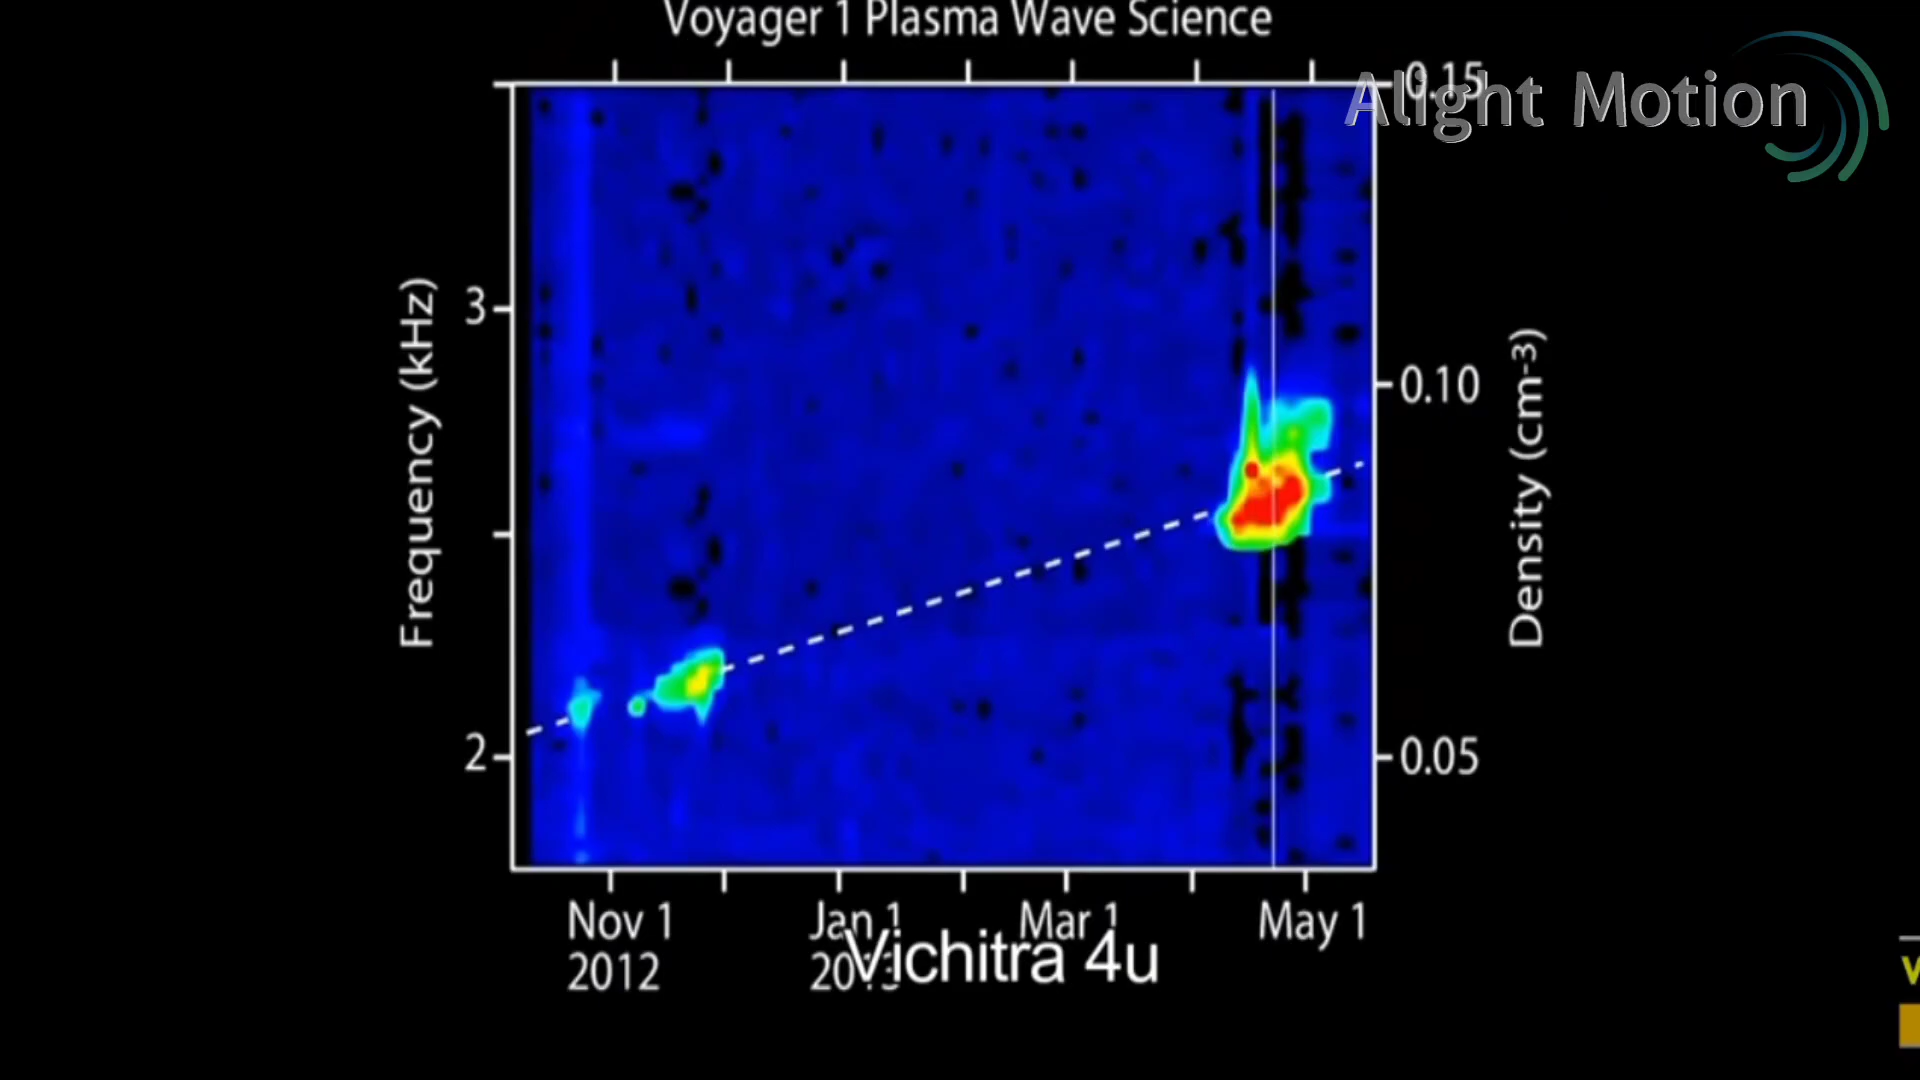 Voyager 1 Plasma Wave Science
Alight Motion
0.15
3
0.10
Frequency (kHz)
Density (cm-3)
2
0.05
Nov 1
2012
Jan 1
2013
Mar 1
May 1
Vichitra 4u